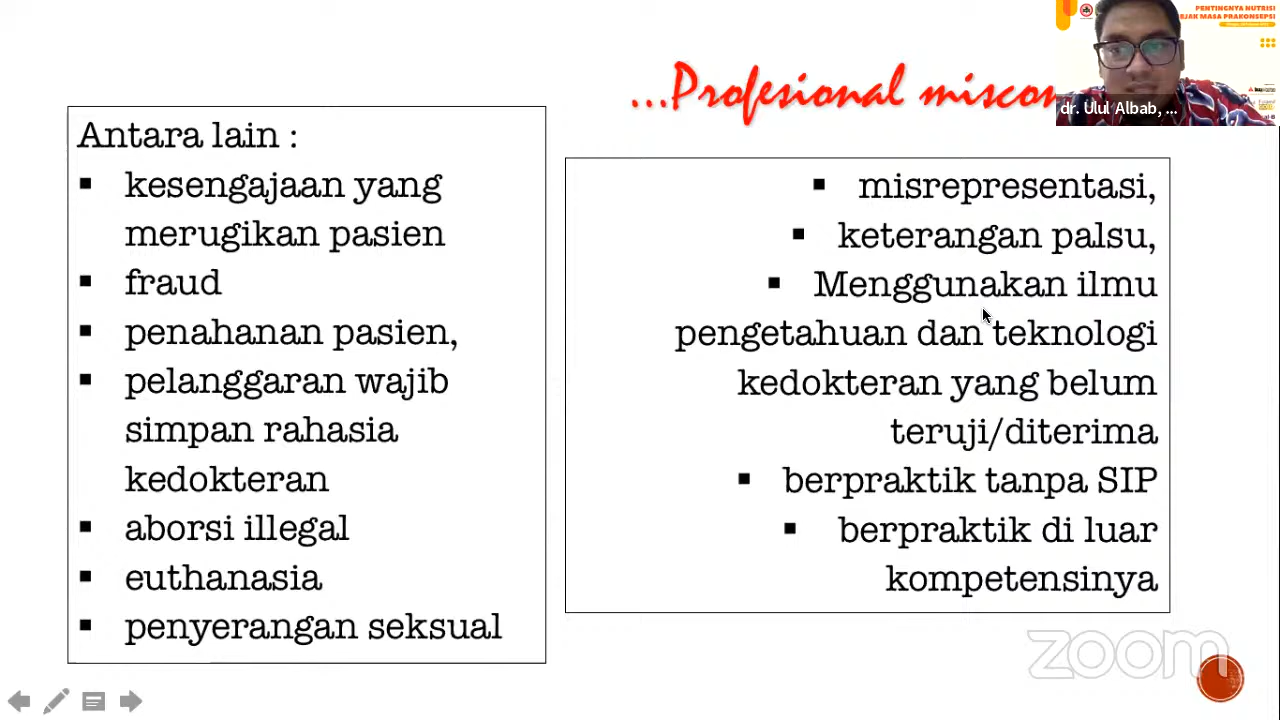 PENTINGNYA NUTRISI
EJAK MASA PRAKONSEPSI
dr. Ulul Albab, ...
...Profesional miscon
Antara lain :
▪ kesengajaan yang
merugikan pasien
▪ fraud
▪ penahanan pasien,
▪ pelanggaran wajib
simpan rahasia
kedokteran
▪ aborsi illegal
▪ euthanasia
▪ penyerangan seksual
▪ misrepresentasi,
▪ keterangan palsu,
▪ Menggunakan ilmu
pengetahuan dan teknologi
kedokteran yang belum
teruji/diterima
▪ berpraktik tanpa SIP
▪ berpraktik di luar
kompetensinya
zoom